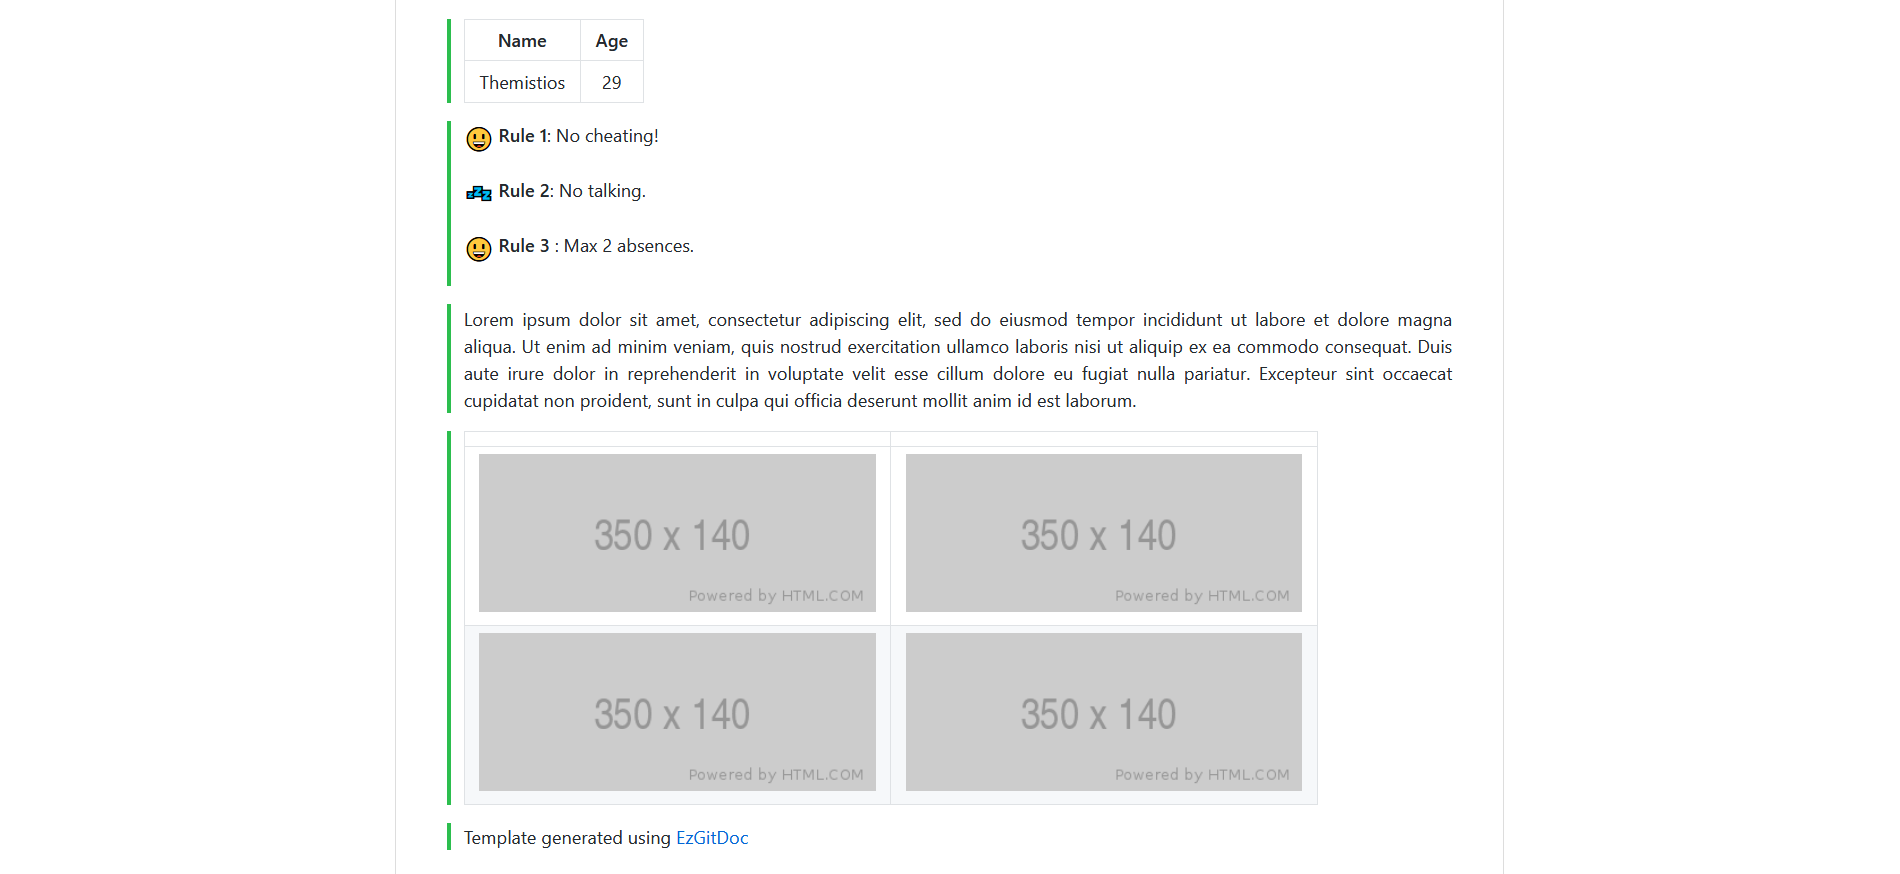 Name Age
Themistios 29
Rule 1: No cheating!
Rule 2: No talking.
Rule 3 : Max 2 absences.
Lorem ipsum dolor sit amet, consectetur adipiscing elit, sed do eiusmod tempor incididunt ut labore et dolore magna
aliqua. Ut enim ad minim veniam, quis nostrud exercitation ullamco laboris nisi ut aliquip ex ea commodo consequat. Duis
aute irure dolor in reprehenderit in voluptate velit esse cillum dolore eu fugiat nulla pariatur. Excepteur sint occaecat
cupidatat non proident, sunt in culpa qui officia deserunt mollit anim id est laborum.
350 x 140 350 x 140
Powered by HTML.COM Powered by HTML.COM
350 x 140 350 x 140
Powered by HTML.COM Powered by HTML.COM
Template generated using EzGitDoc